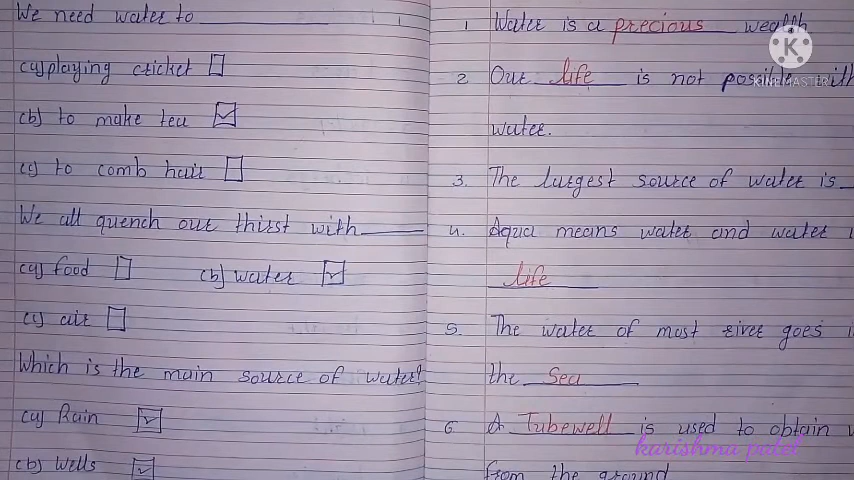 We need water to
(a) playing cricket
(b) to make tea
(c) to comb hair
We all quench our thirst with
(a) food (b) water
(c) air
Which is the main source of water?
(a) Rain
(b) Wells
1. Water is a precious wealth
2. Our life is not possible with
water.
3. The largest source of water is
4. Aqua means water and water i
life
5. The water of most river goes i
the Sea
6. A Tubewell is used to obtain w
from the ground
K
KINEMASTER
karishma patel